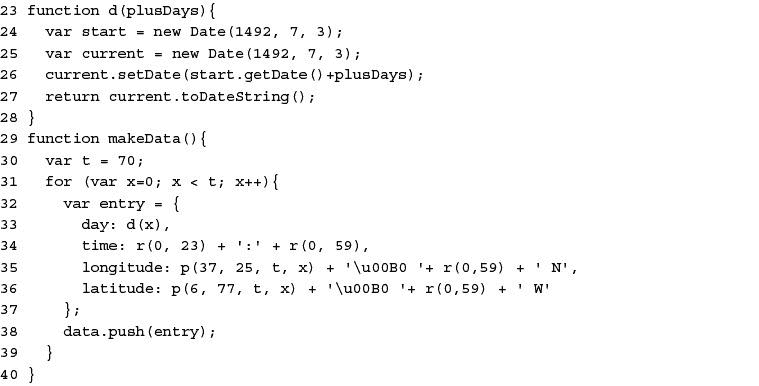 23 function d(plusDays){
24   var start = new Date(1492, 7, 3);
25   var current = new Date(1492, 7, 3);
26   current.setDate(start.getDate()+plusDays);
27   return current.toDateString();
28 }
29 function makeData(){
30   var t = 70;
31   for (var x=0; x < t; x++){
32     var entry = {
33       day: d(x),
34       time: r(0, 23) + ':' + r(0, 59),
35       longitude: p(37, 25, t, x) + '\u00B0 '+ r(0,59) + ' N',
36       latitude: p(6, 77, t, x) + '\u00B0 '+ r(0,59) + ' W'
37     };
38     data.push(entry);
39   }
40 }